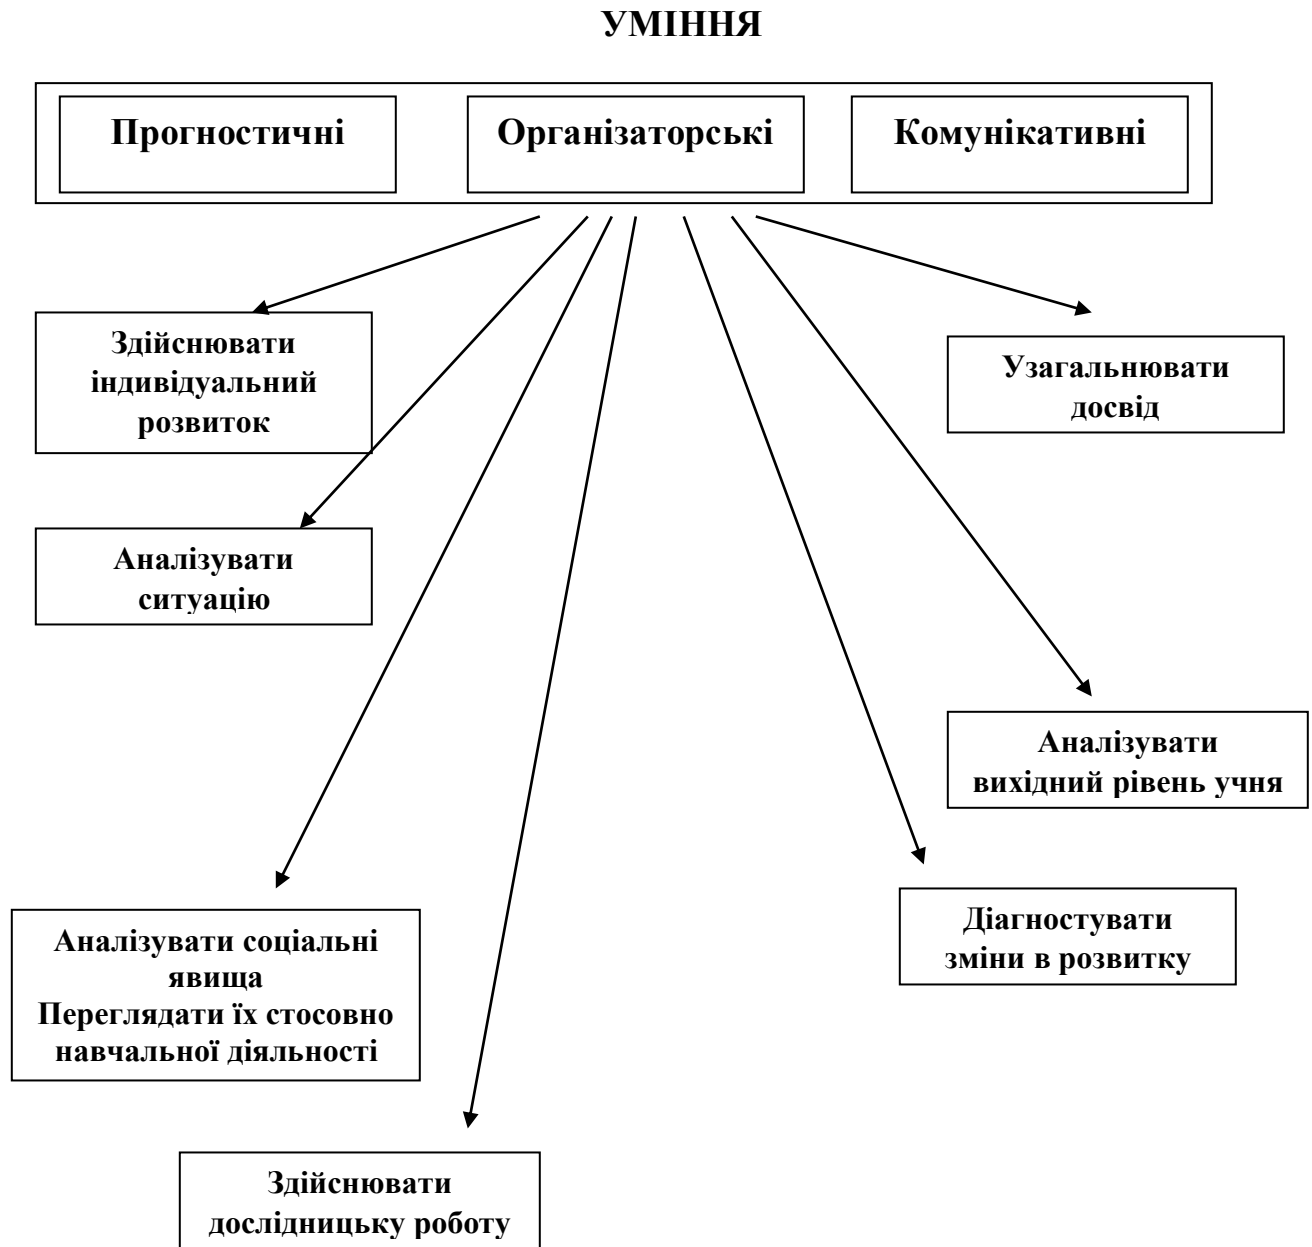 УМІННЯ
Прогностичні
Організаторські
Комунікативні
Здійснювати
індивідуальний
розвиток
Узагальнювати
досвід
Аналізувати
ситуацію
Аналізувати
вихідний рівень учня
Діагностувати
зміни в розвитку
Аналізувати соціальні
явища
Переглядати їх стосовно
навчальної діяльності
Здійснювати
дослідницьку роботу